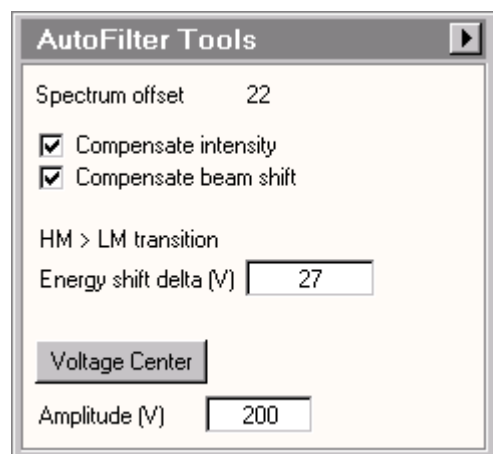 AutoFilter Tools
Spectrum offset 22
Compensate intensity
Compensate beam shift
HM > LM transition
Energy shift delta (V) 27
Voltage Center
Amplitude (V) 200